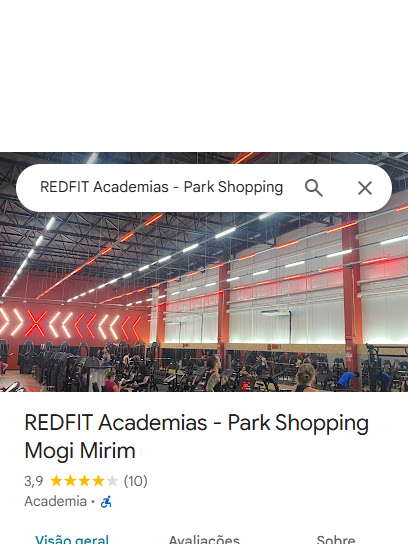 REDFIT Academias - Park Shopping
REDFIT Academias - Park Shopping
Mogi Mirim
3,9 (10)
Academia ·
Visão geral Avaliações Sobre